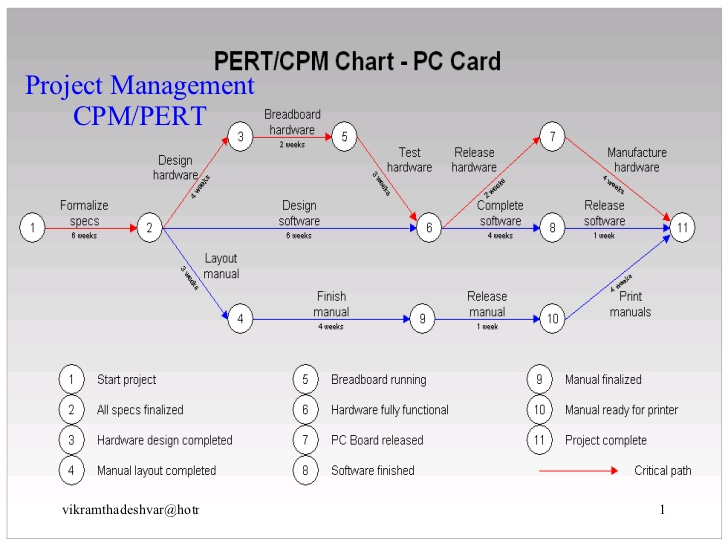 PERT/CPM Chart - PC Card
Project Management
CPM/PERT
Breadboard
hardware
2 weeks
3
5
7
Design
hardware
4 weeks
Test
hardware
3 weeks
Release
hardware
2 weeks
Manufacture
hardware
4 weeks
Formalize
specs
6 weeks
Design
software
6 weeks
Complete
software
4 weeks
Release
software
1 week
1
2
6
8
11
Layout
manual
3 weeks
Finish
manual
4 weeks
Release
manual
1 week
Print
manuals
4 weeks
4
9
10
1 Start project
2 All specs finalized
3 Hardware design completed
4 Manual layout completed
5 Breadboard running
6 Hardware fully functional
7 PC Board released
8 Software finished
9 Manual finalized
10 Manual ready for printer
11 Project complete
Critical path
vikramthadeshvar@hotr
1